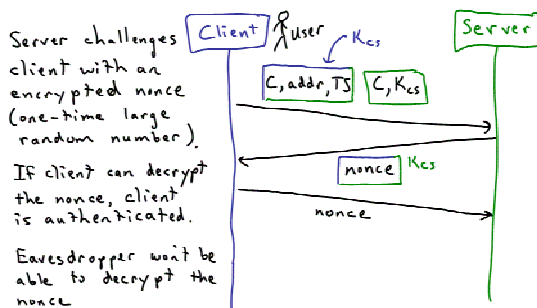 Server challenges
client with an
encrypted nonce
(one-time large
random number).
If client can decrypt
the nonce, client
is authenticated.
Eavesdropper won't be
able to decrypt the
nonce
Client
User
Server
Kcs
C, addr, TS
C, Kcs
nonce Kcs
nonce